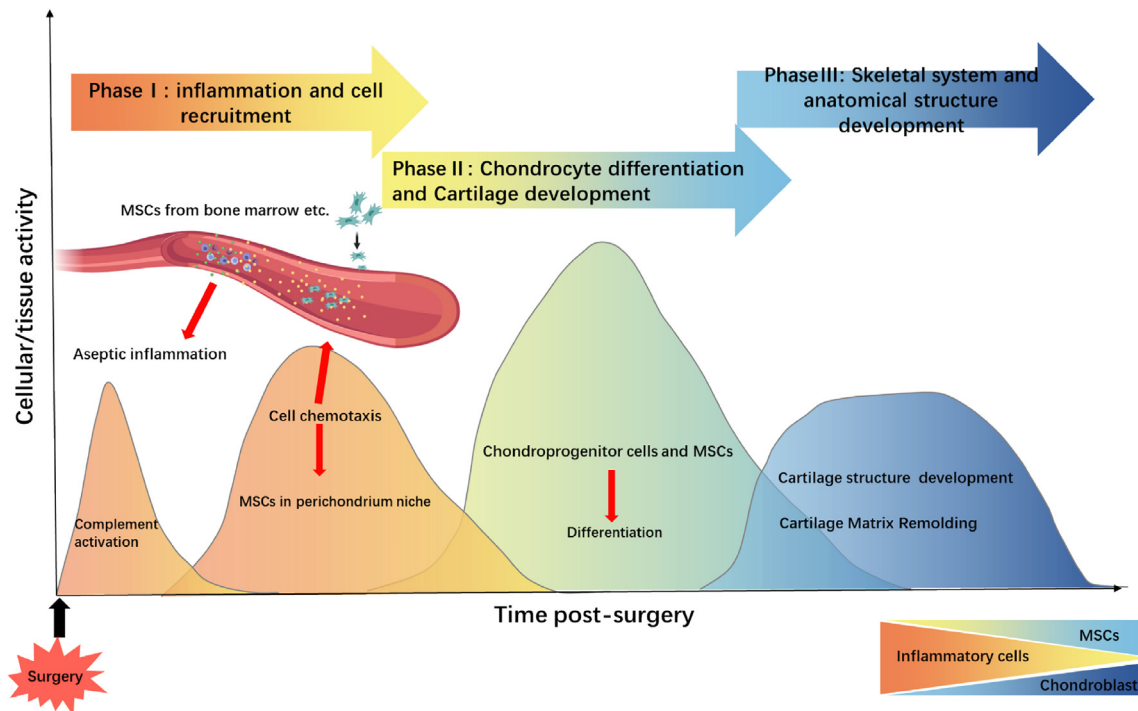 Phase Ⅰ : inflammation and cell
recruitment
PhaseⅢ: Skeletal system and
anatomical structure
development
Phase Ⅱ : Chondrocyte differentiation
and Cartilage development
MSCs from bone marrow etc.
Aseptic inflammation
Cell chemotaxis
MSCs in perichondrium niche
Complement
activation
Chondroprogenitor cells and MSCs
Differentiation
Cartilage structure development
Cartilage Matrix Remolding
Cellular/tissue activity
Time post-surgery
Surgery
MSCs
Inflammatory cells
Chondroblast